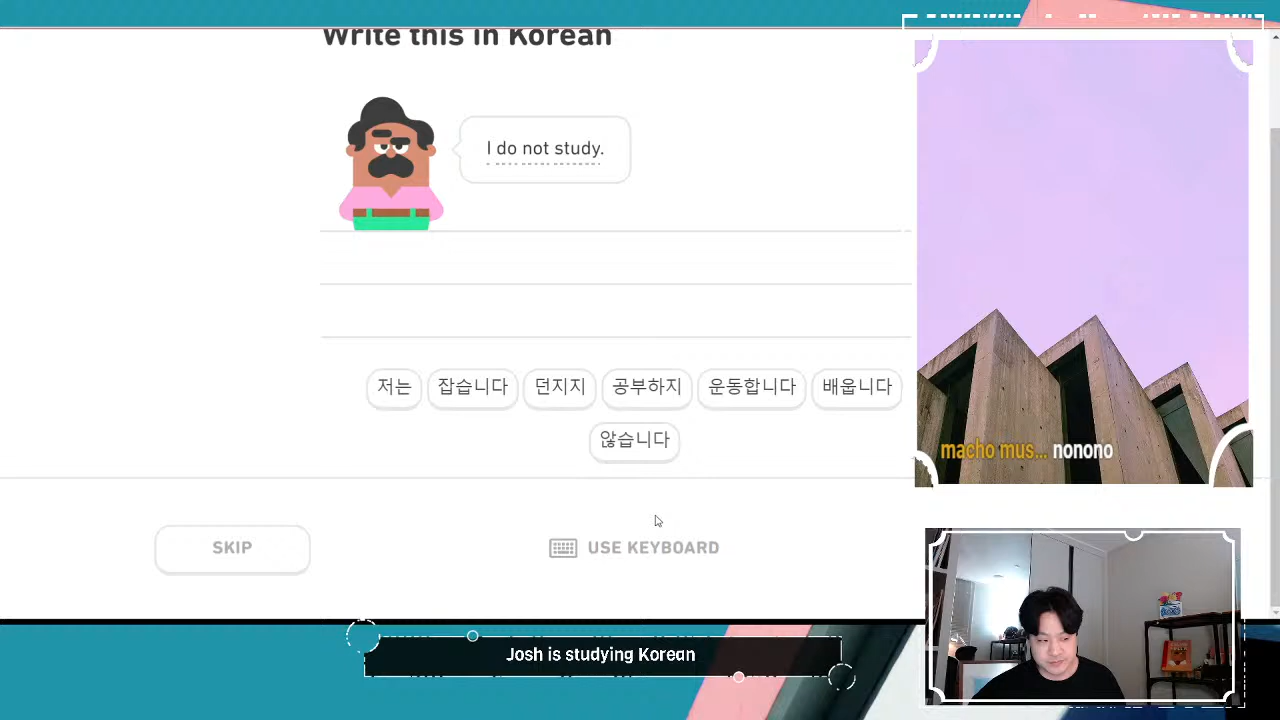 Write this in Korean
I do not study.
저는 잡습니다 던지지 공부하지 운동합니다 배웁니다
않습니다
macho mus... nonono
SKIP
USE KEYBOARD
Josh is studying Korean